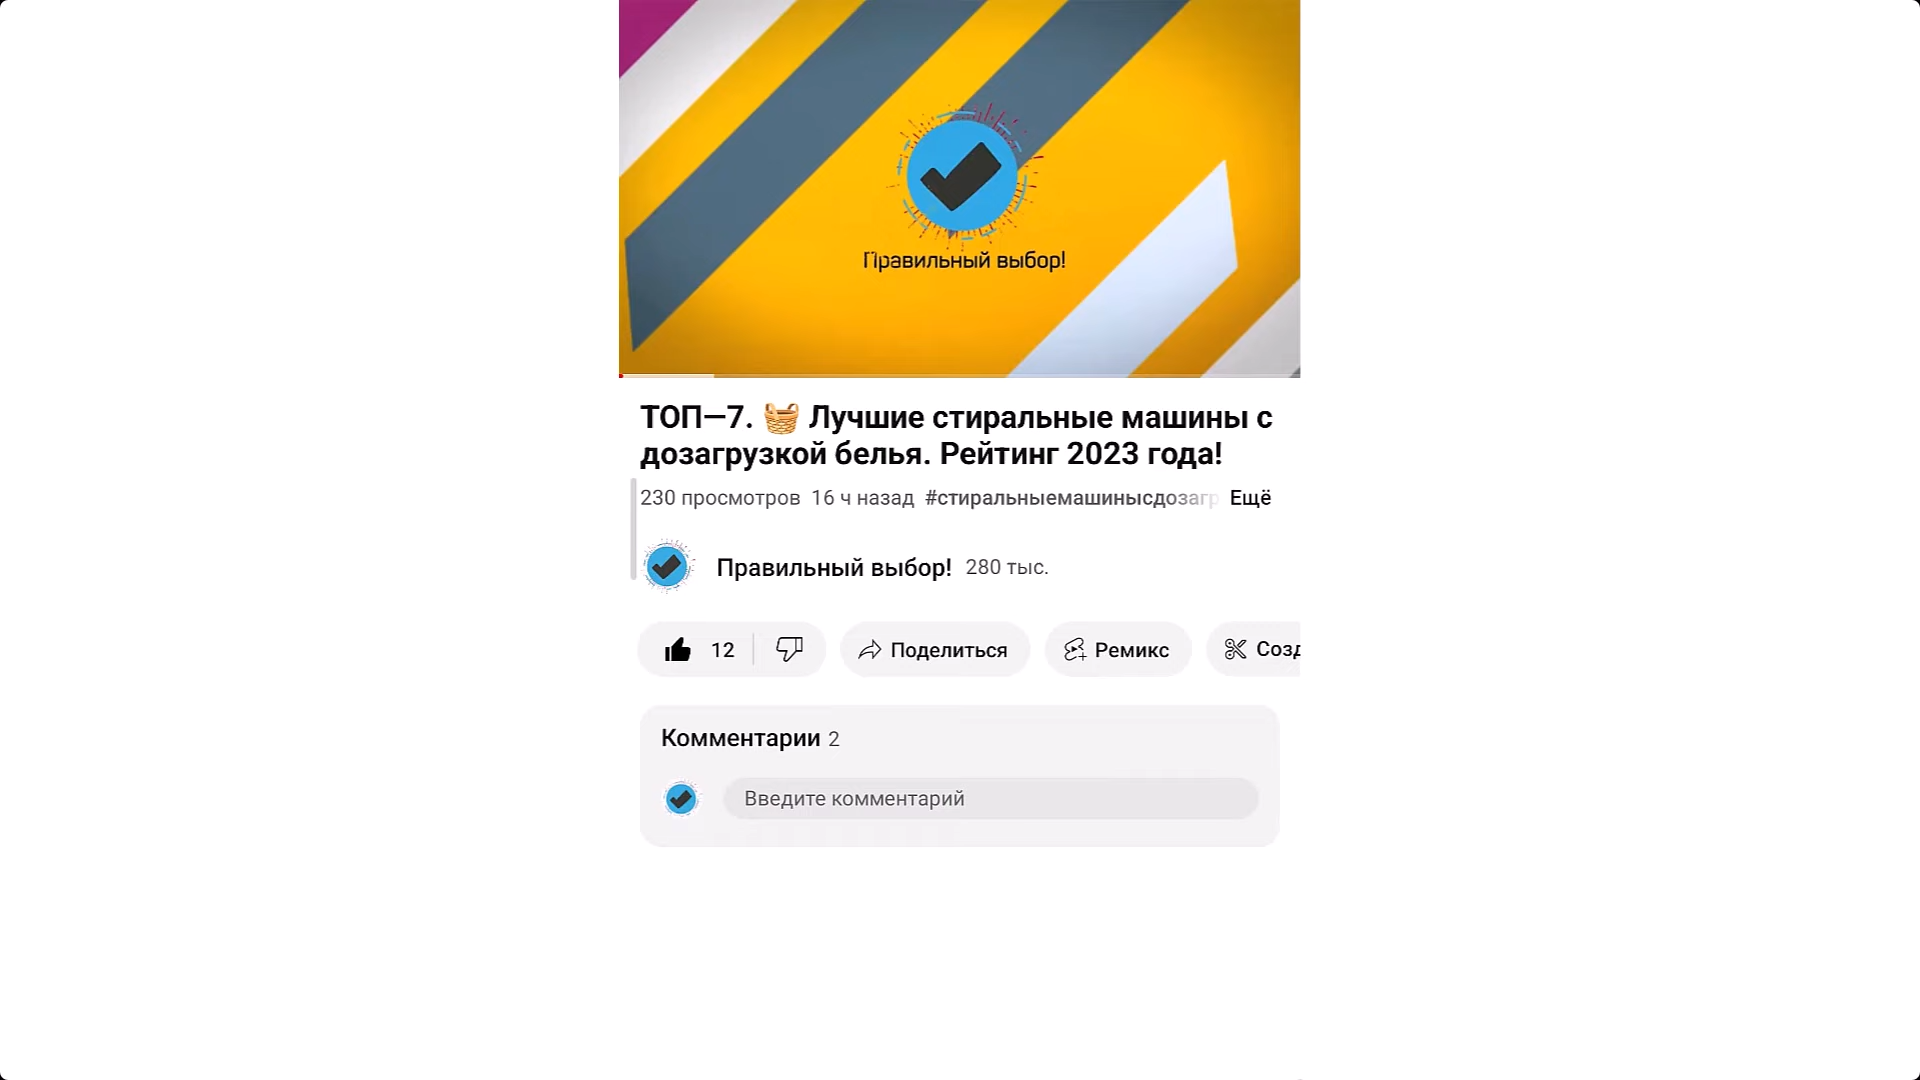 Правильный выбор!
ТОП—7. 🧺 Лучшие стиральные машины с
дозагрузкой белья. Рейтинг 2023 года!
230 просмотров 16 ч назад #стиральныемашинысдозагр Ещё
Правильный выбор! 280 тыс.
12 Поделиться Ремикс Созд
Комментарии 2
Введите комментарий